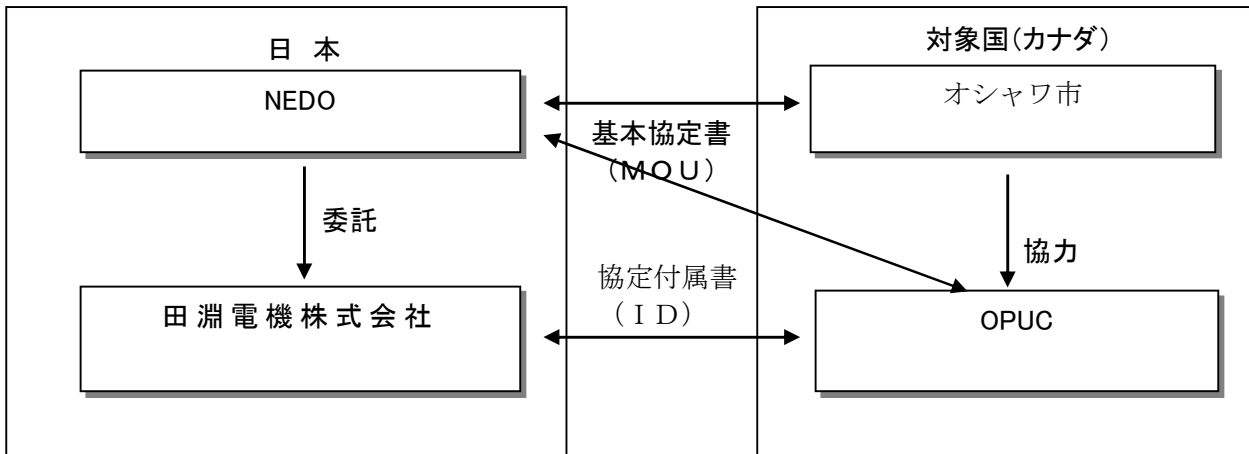 日 本
NEDO
委託
田淵電機株式会社
基本協定書
（ＭＯＵ）
協定付属書
（ＩＤ）
対象国（カナダ）
オシャワ市
協力
OPUC